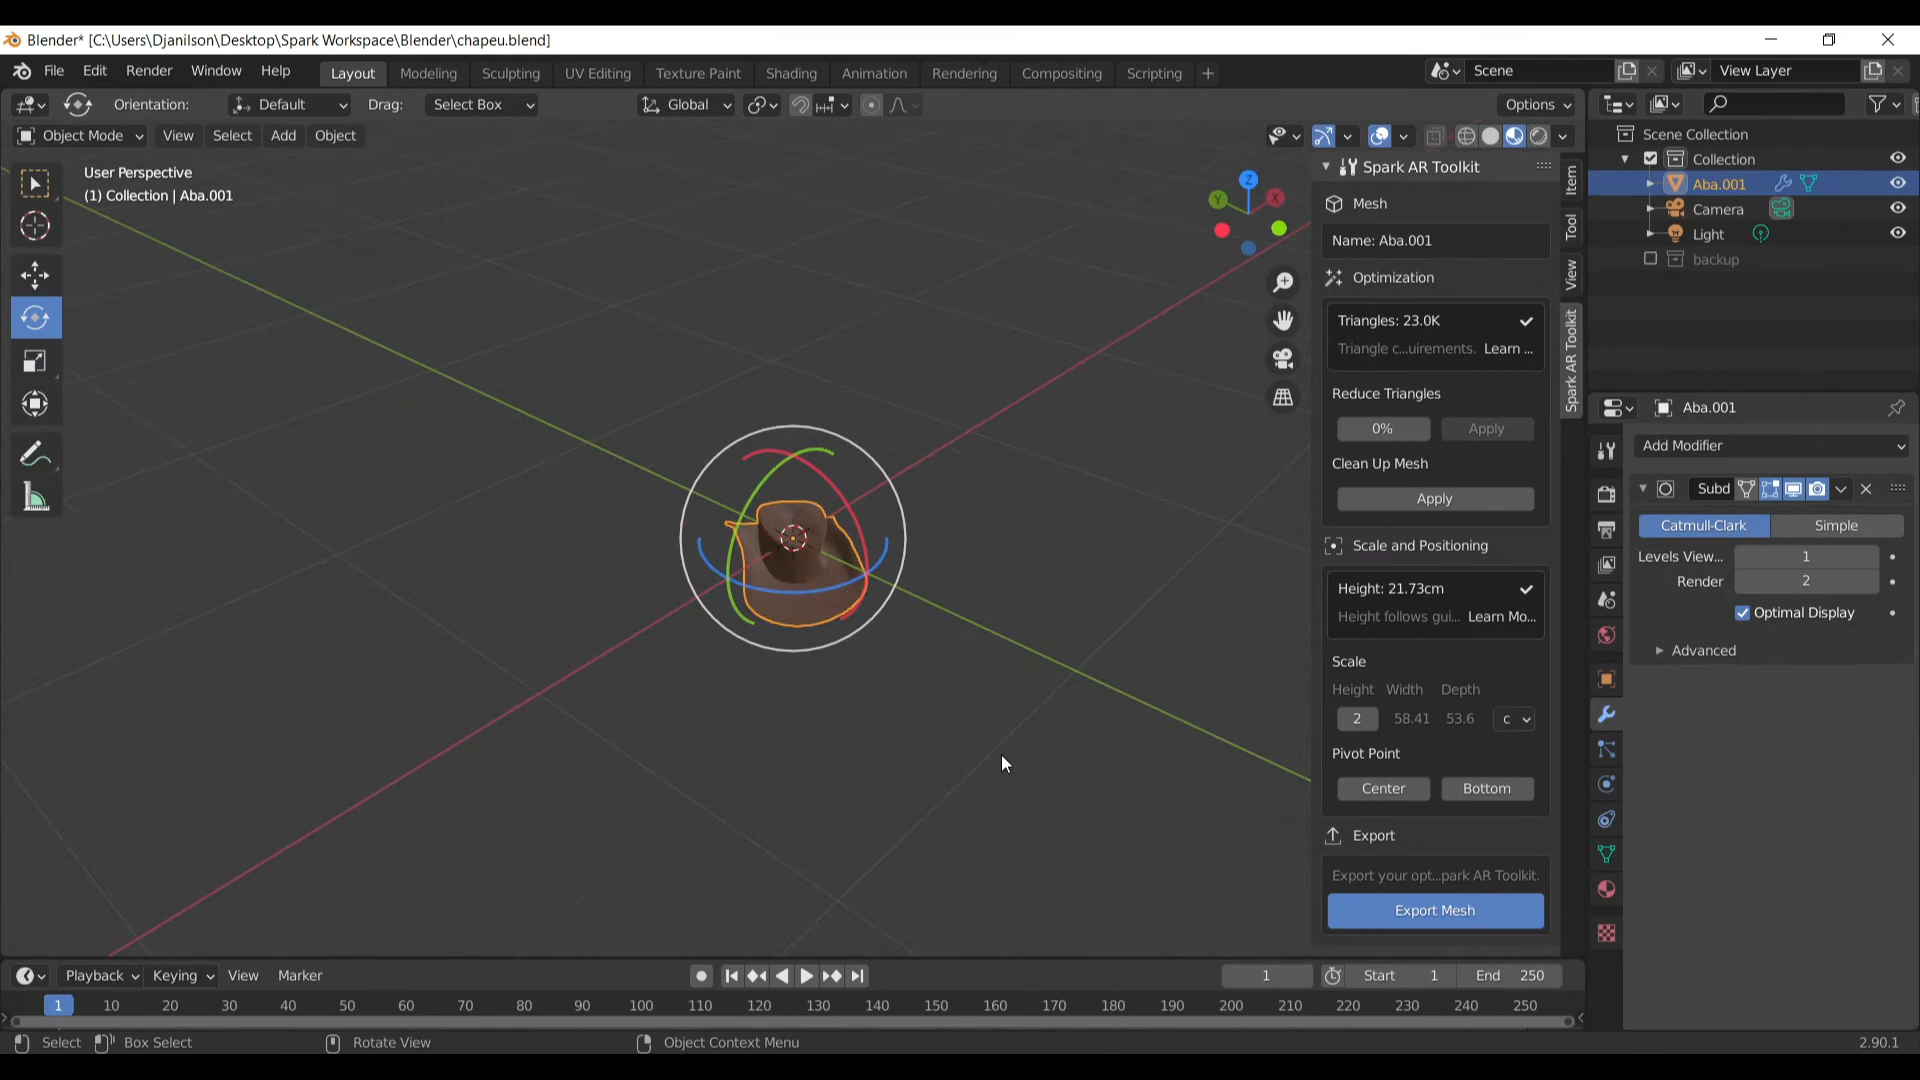 Blender* [C:\Users\Djanilson\Desktop\Spark Workspace\Blender\chapeu.blend]
File Edit Render Window Help Layout Modeling Sculpting UV Editing Texture Paint Shading Animation Rendering Compositing Scripting + Scene View Layer
Orientation: Default Drag: Select Box Global Options
Object Mode View Select Add Object
User Perspective
(1) Collection | Aba.001
Z
Y
X
Spark AR Toolkit
Mesh
Name: Aba.001
Optimization
Triangles: 23.0K
Triangle c...uirements. Learn ...
Reduce Triangles
0% Apply
Clean Up Mesh
Apply
Scale and Positioning
Height: 21.73cm
Height follows gui... Learn Mo...
Scale
Height Width Depth
2 58.41 53.6 c
Pivot Point
Center Bottom
Export
Export your opt...park AR Toolkit.
Export Mesh
Item
Tool
View
Spark AR Toolkit
Scene Collection
Collection
Aba.001
Camera
Light
backup
Aba.001
Add Modifier
Subd
Catmull-Clark Simple
Levels View... 1
Render 2
Optimal Display
Advanced
Playback Keying View Marker 1 Start 1 End 250
1 10 20 30 40 50 60 70 80 90 100 110 120 130 140 150 160 170 180 190 200 210 220 230 240 250
Select Box Select Rotate View Object Context Menu 2.90.1